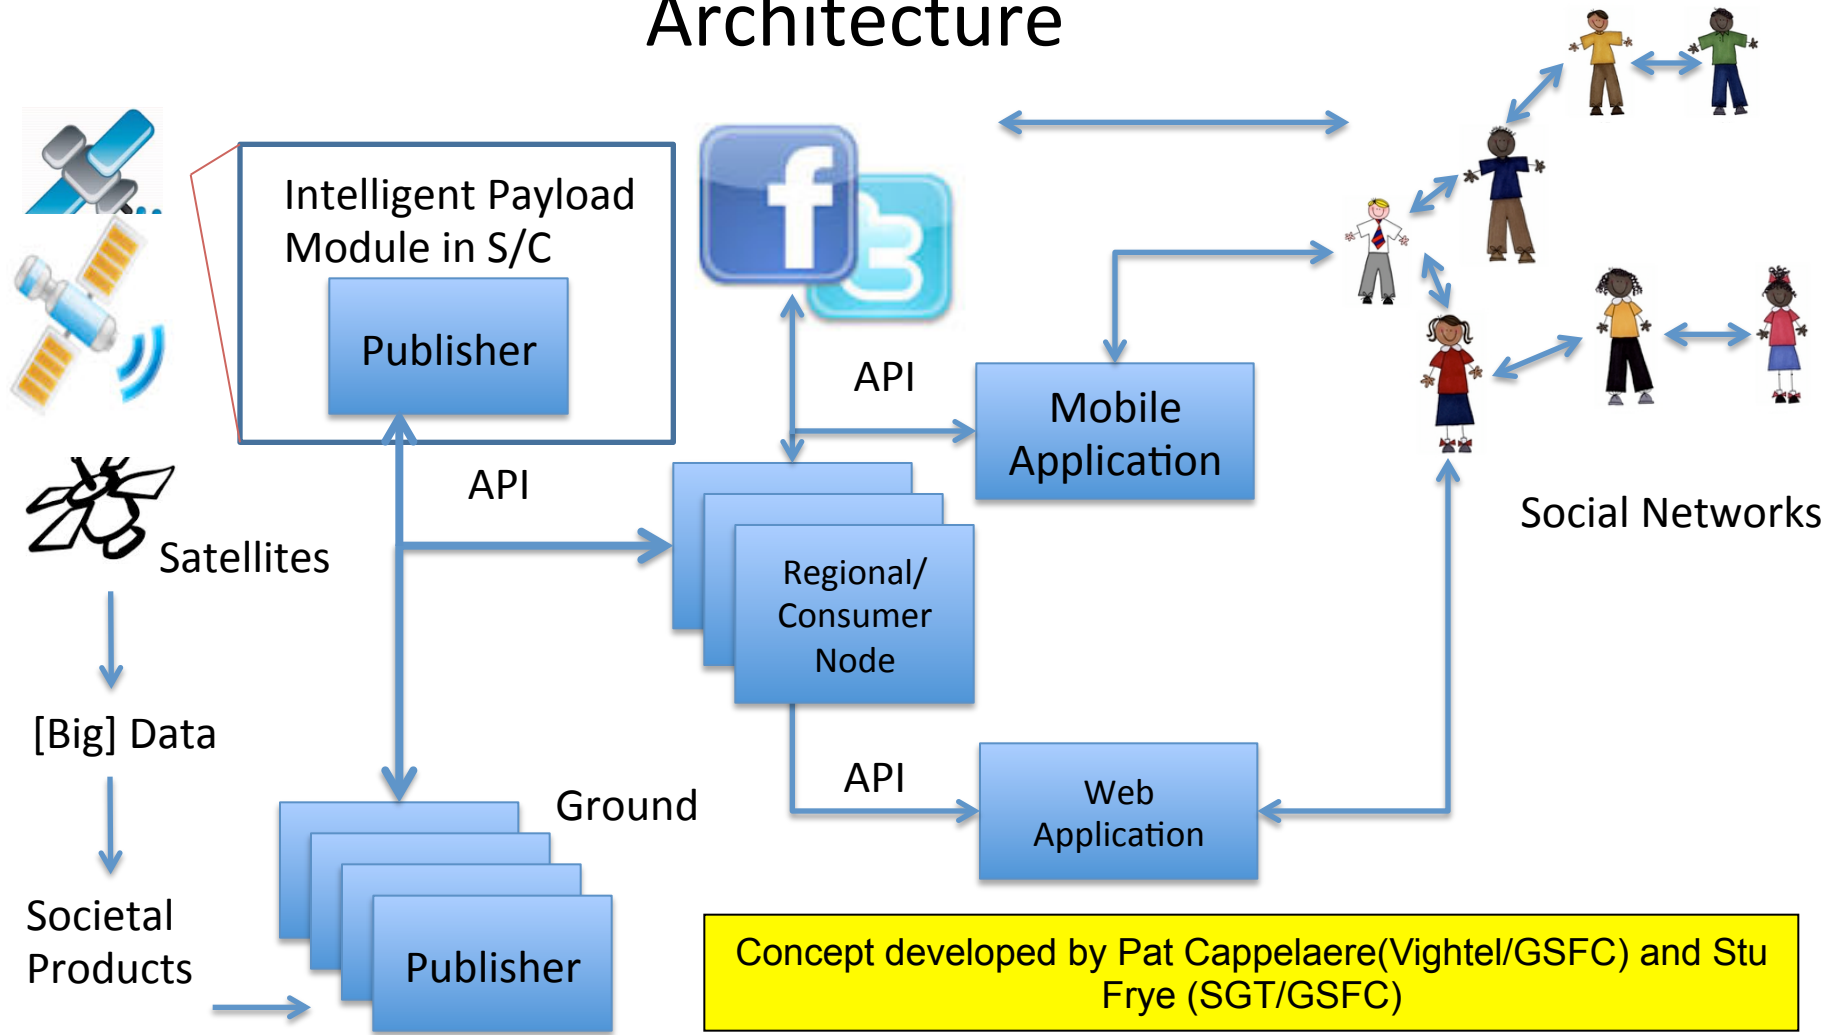 Architecture
Intelligent Payload
Module in S/C
Publisher
API
API
Mobile
Application
API
Regional/
Consumer
Node
Satellites
Social Networks
[Big] Data
API
Web
Application
Ground
Societal
Products
Publisher
Concept developed by Pat Cappelaere(Vightel/GSFC) and Stu
Frye (SGT/GSFC)